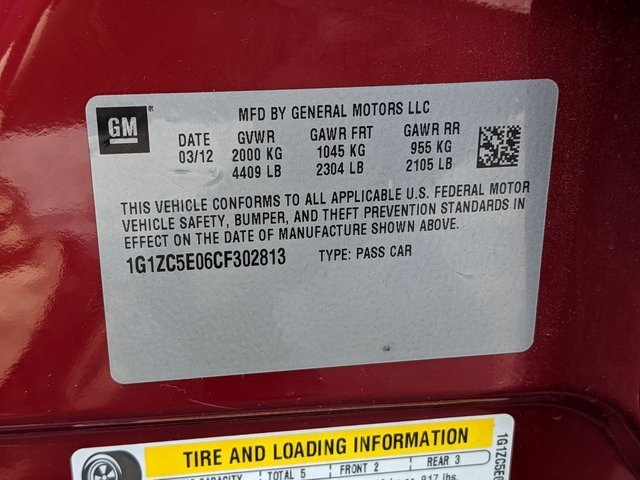 GM
MFD BY GENERAL MOTORS LLC
DATE GVWR GAWR FRT GAWR RR
03/12 2000 KG 1045 KG 955 KG
4409 LB 2304 LB 2105 LB
THIS VEHICLE CONFORMS TO ALL APPLICABLE U.S. FEDERAL MOTOR
VEHICLE SAFETY, BUMPER, AND THEFT PREVENTION STANDARDS IN
EFFECT ON THE DATE OF MANUFACTURE SHOWN ABOVE.
1G1ZC5E06CF302813 TYPE: PASS CAR
TIRE AND LOADING INFORMATION
TOTAL 5 FRONT 2 REAR 3
lbs.
1G1ZC5E